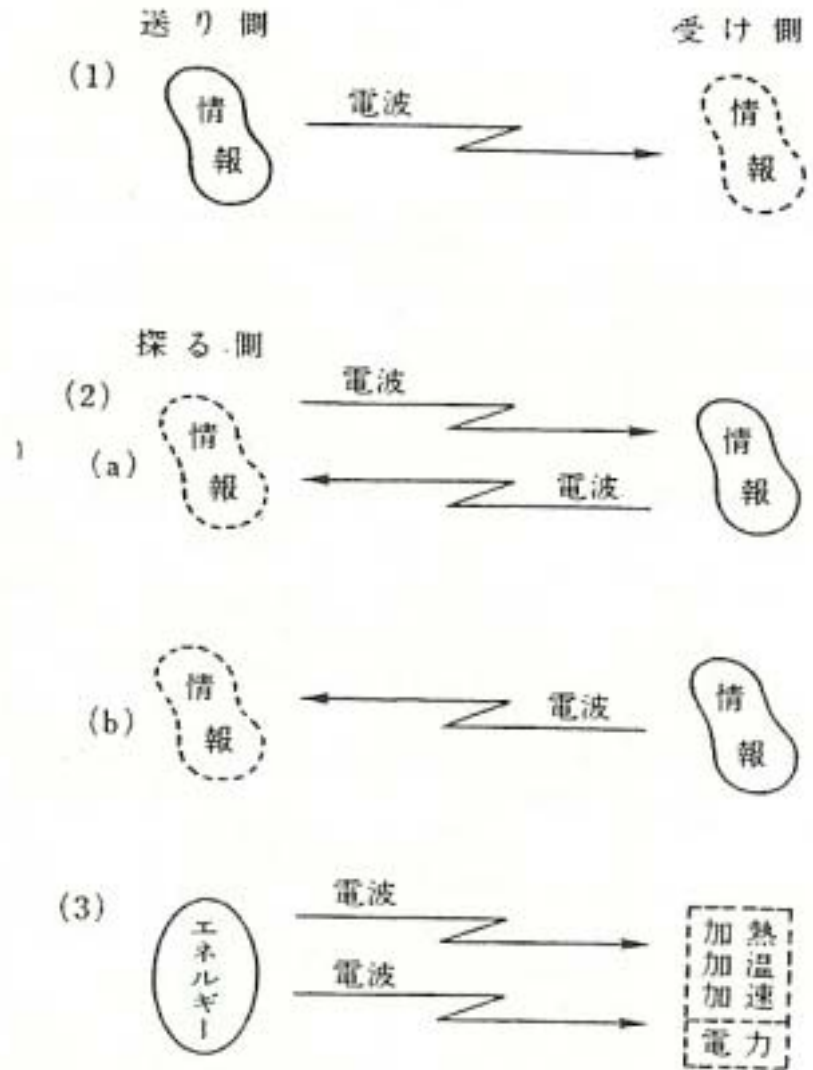 送り側 受け側
(1) 情報 電波 情報
探る側
(2) 電波
(a) 情報 電波 情報
(b) 情報 電波 情報
(3) エネルギー 電波 加熱
加温
電波 加速
電力